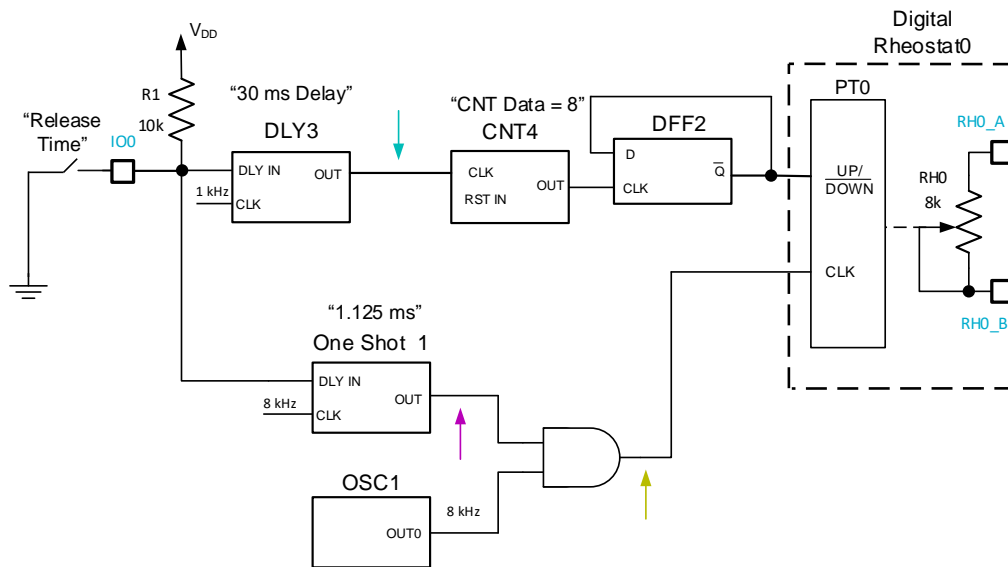 Digital
Rheostat0
V_DD
R1
10k
“Release
Time”
IO0
“30 ms Delay”
DLY3
DLY IN
OUT
1 kHz
CLK
“CNT Data = 8”
CNT4
CLK
RST IN
OUT
DFF2
D
Q̅
CLK
PT0
UP/
D̅O̅W̅N̅
CLK
RH0_A
RH0
8k
RH0_B
“1.125 ms”
One Shot 1
DLY IN
OUT
8 kHz
CLK
OSC1
OUT0
8 kHz